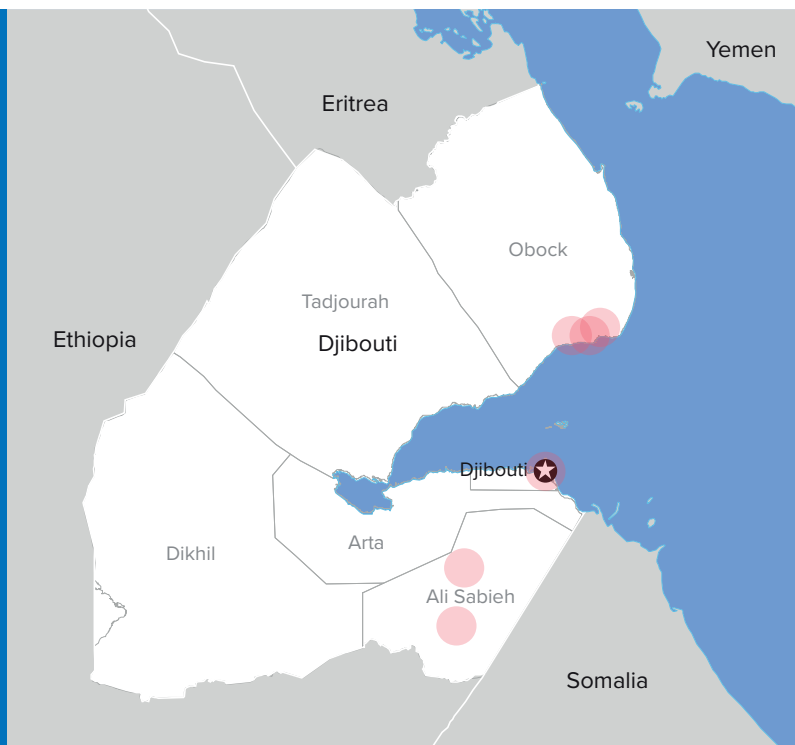 Yemen
Eritrea
Obock
Tadjourah
Ethiopia
Djibouti
Djibouti
Arta
Dikhil
Ali Sabieh
Somalia